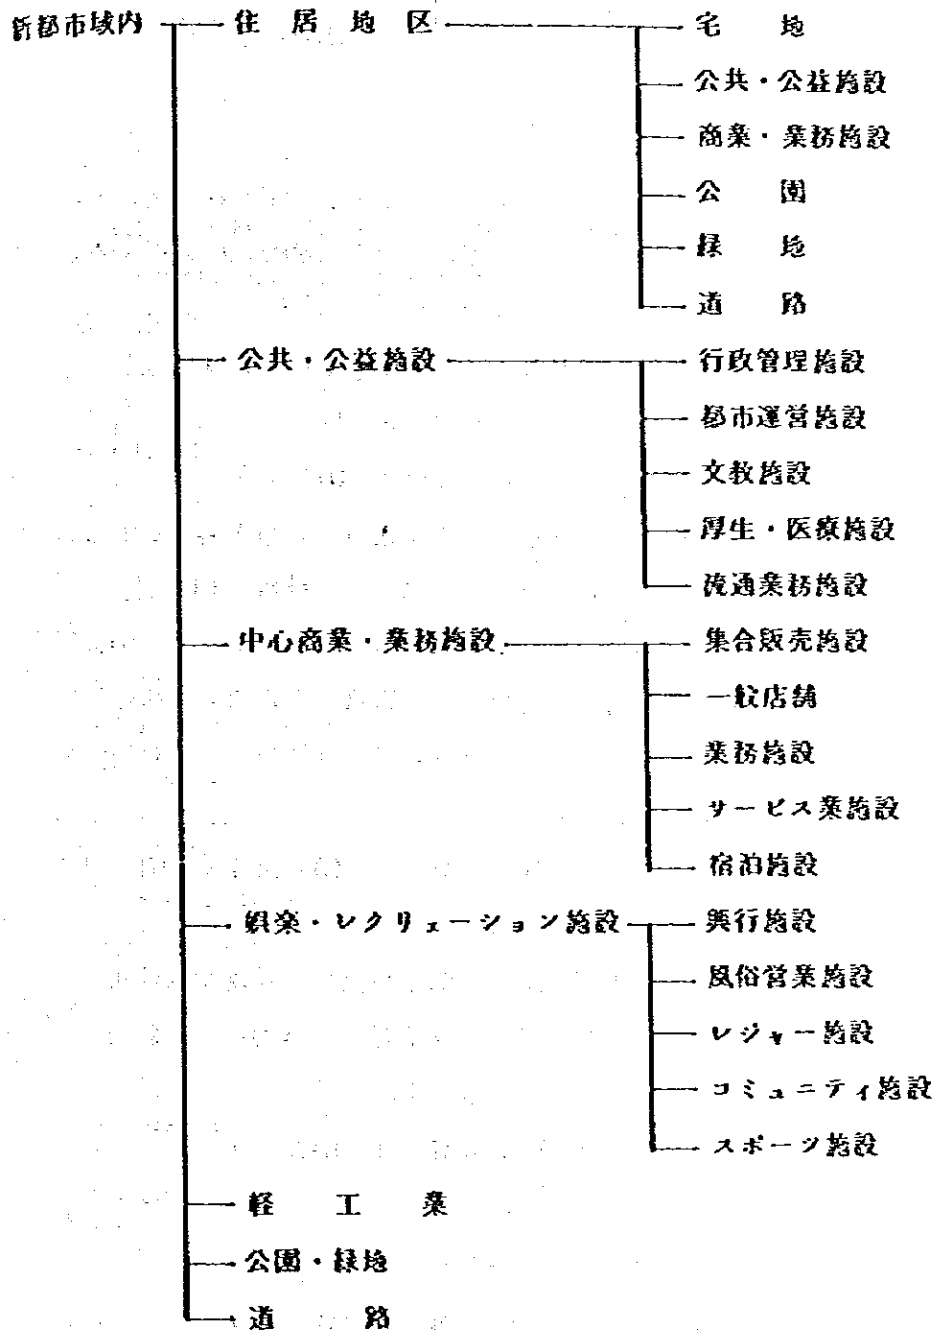 新都市域内 住居地区 宅地
公共・公益施設
商業・業務施設
公園
緑地
道路
公共・公益施設 行政管理施設
都市運営施設
文教施設
厚生・医療施設
流通業務施設
中心商業・業務施設 集合販売施設
一般店舗
業務施設
サービス業施設
宿泊施設
娯楽・レクリェーション施設 興行施設
風俗営業施設
レジャー施設
コミュニティ施設
スポーツ施設
軽工業
公園・緑地
道路